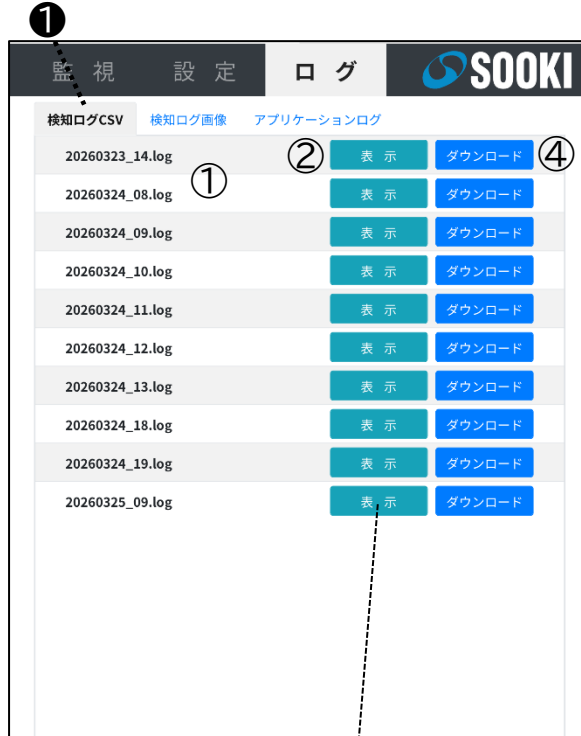 ❶
監視 設定 ログ SOOKI
検知ログCSV 検知ログ画像 アプリケーションログ
20260323_14.log ② 表示 ダウンロード ④
①
20260324_08.log 表示 ダウンロード
20260324_09.log 表示 ダウンロード
20260324_10.log 表示 ダウンロード
20260324_11.log 表示 ダウンロード
20260324_12.log 表示 ダウンロード
20260324_13.log 表示 ダウンロード
20260324_18.log 表示 ダウンロード
20260324_19.log 表示 ダウンロード
20260325_09.log 表示 ダウンロード